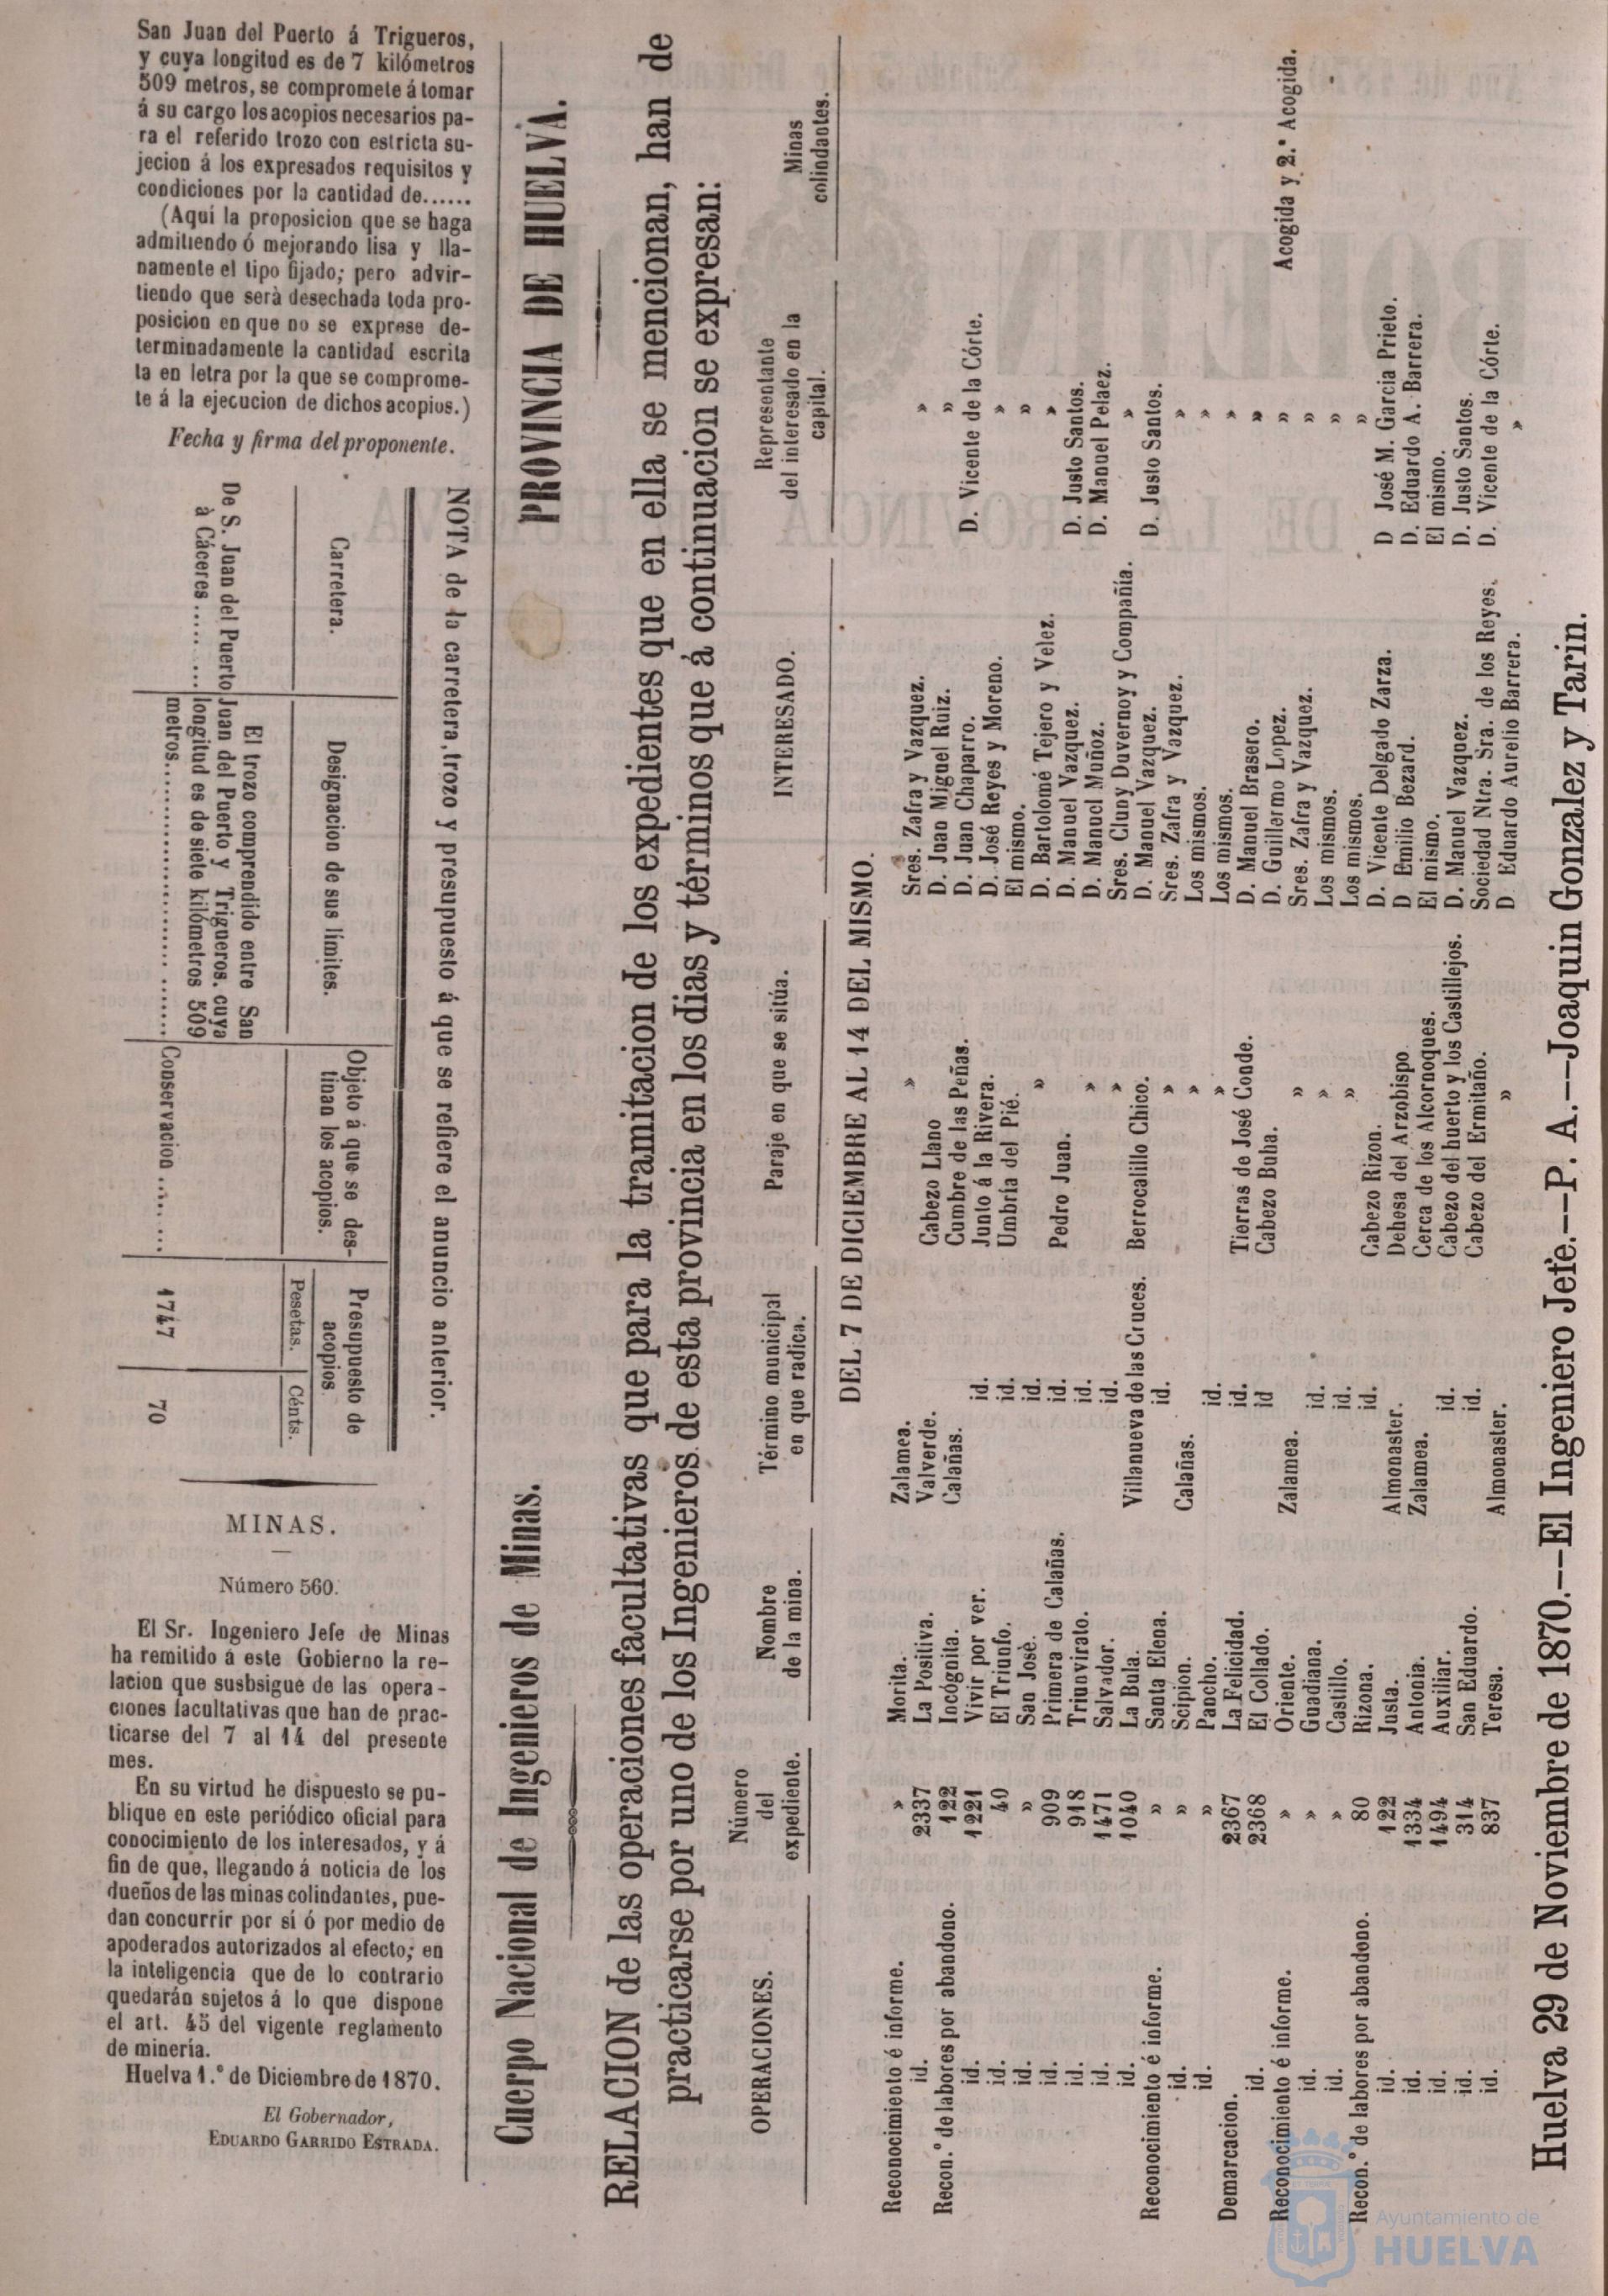 San Juan del Puerto á Trigueros,
y cuya longitud es de 7 kilómetros
509 metros, se compromete á tomar
á su cargo los acopios necesarios pa-
ra el referido trozo con estricta su-
jecion á los expresados requisitos y
condiciones por la cantidad de......
(Aquí la proposicion que se haga
admitiendo ó mejorando lisa y lla-
namente el tipo fijado; pero advir-
tiendo que serà desechada toda pro-
posicion en que no se exprese de-
terminadamente la cantidad escrita
ta en letra por la que se comprome-
te á la ejecucion de dichos acopios.)
Fecha y firma del proponente.
NOTA de la carretera, trozo y presupuesto á que se refiere el anuncio anterior.
Carretera. Designacion de sus límites. Objeto á que se des-tinan los acopios. Presupuesto de acopios
Pesetas. Cénts.
De S. Juan del Puerto
à Cáceres ..... ...
El trozo comprendido entre San
Juan del Puerto y Trigueros, cuya
longitud es de siete kilómetros 509
metros.......................... ........
Conservacion ..... ...
1747 70
MINAS.
Número 560.
El Sr. Ingeniero Jefe de Minas
ha remitido á este Gobierno la re-
lacion que susbsigue de las opera-
ciones facultativas que han de prac-
ticarse del 7 al 14 del presente
mes.
En su virtud he dispuesto se pu-
blique en este periódico oficial para
conocimiento de los interesados, y á
fin de que, llegando á noticia de los
dueños de las minas colindantes, pue-
dan concurrir por sí ó por medio de
apoderados autorizados al efecto; en
la inteligencia que de lo contrario
quedarán sujetos á lo que dispone
el art. 45 del vigente reglamento
de minería.
Huelva 1.º de Diciembre de 1870.
El Gobernador,
EDUARDO GARRIDO ESTRADA.
Cuerpo Nacional de Ingenieros de Minas. PROVINCIA DE HUELVA.
RELACION de las operaciones facultativas que para la tramitacion de los expedientes que en ella se mencionan, han de
practicarse por uno de los Ingenieros de esta provincia en los dias y términos que á continuacion se expresan:
OPERACIONES. Número del expediente. Nombre de la mina. Término municipal en que radica. Paraje en que se sitúa. INTERESADO. Representante del interesado en la capital. Minas colindantes.
DEL 7 DE DICIEMBRE AL 14 DEL MISMO.
Reconocimiento é informe. » Morita. Zalamea. » Sres. Zafra y Vazquez. »
id. 2337 La Positiva. Valverde. Cabezo Llano D. Juan Miguel Ruiz. »
Recon.º de labores por abandono. 122 Incógnita. Calañas. Cumbre de las Peñas. D. Juan Chaparro. D. Vicente de la Córte.
id. 1221 Vivir por ver. id. Junto á la Rivera. D. José Reyes y Moreno. »
id. 40 El Triunfo. id. Umbría del Pié. El mismo. »
id. » San Josè. id. » D. Bartolomé Tejero y Velez. »
id. 909 Primera de Calañas. id. Pedro Juan. D. Manuel Vazquez. D. Justo Santos.
id. 918 Triunvirato. id. » D. Manuel Muñoz. D. Manuel Pelaez.
id. 1471 Salvador. id. » Sres. Cluny Duvernoy y Compañía. »
id. 1040 La Bula. Villanueva de las Cruces. Berrocalillo Chico. D. Manuel Vazquez. D. Justo Santos.
Reconocimiento é informe. » Santa Elena. id. » Sres. Zafra y Vazquez. »
id. » Scipion. Calañas. » Los mismos. »
id. » Pancho. id. » Los mismos. »
Demarcacion. 2367 La Felicidad. id. Tierras de José Conde. D. Manuel Brasero. »
id. 2368 El Collado. id Cabezo Buha. D. Guillermo Lopez. » Acogida y 2.ª Acogida.
Reconocimiento é informe. » Oriente. Zalamea. » Sres. Zafra y Vazquez. »
id. » Guadiana. id. » Los mismos. »
id. » Castillo. id. » Los mismos. »
Recon.º de labores por abandono. 80 Rizona. id. Cabezo Rizon. D. Vicente Delgado Zarza. D José M. Garcia Prieto.
id. 122 Justa. Almonaster. Dehesa del Arzobispo D Emilio Bezard. D. Eduardo A. Barrera.
id. 1334 Antonia. Zalamea. Cerca de los Alcornoques. El mismo. El mismo.
id. 1494 Auxiliar. id. Cabezo del huerto y los Castillejos. D. Manuel Vazquez. D. Justo Santos.
id. 314 San Eduardo. id. Cabezo del Ermitaño. Sociedad Ntra. Sra. de los Reyes. D. Vicente de la Córte.
id. 837 Teresa. Almonaster. » D. Eduardo Aurelio Barrera. »
Huelva 29 de Noviembre de 1870.--El Ingeniero Jefe.--P. A.--Joaquin Gonzalez y Tarin.
Ayuntamiento de
HUELVA